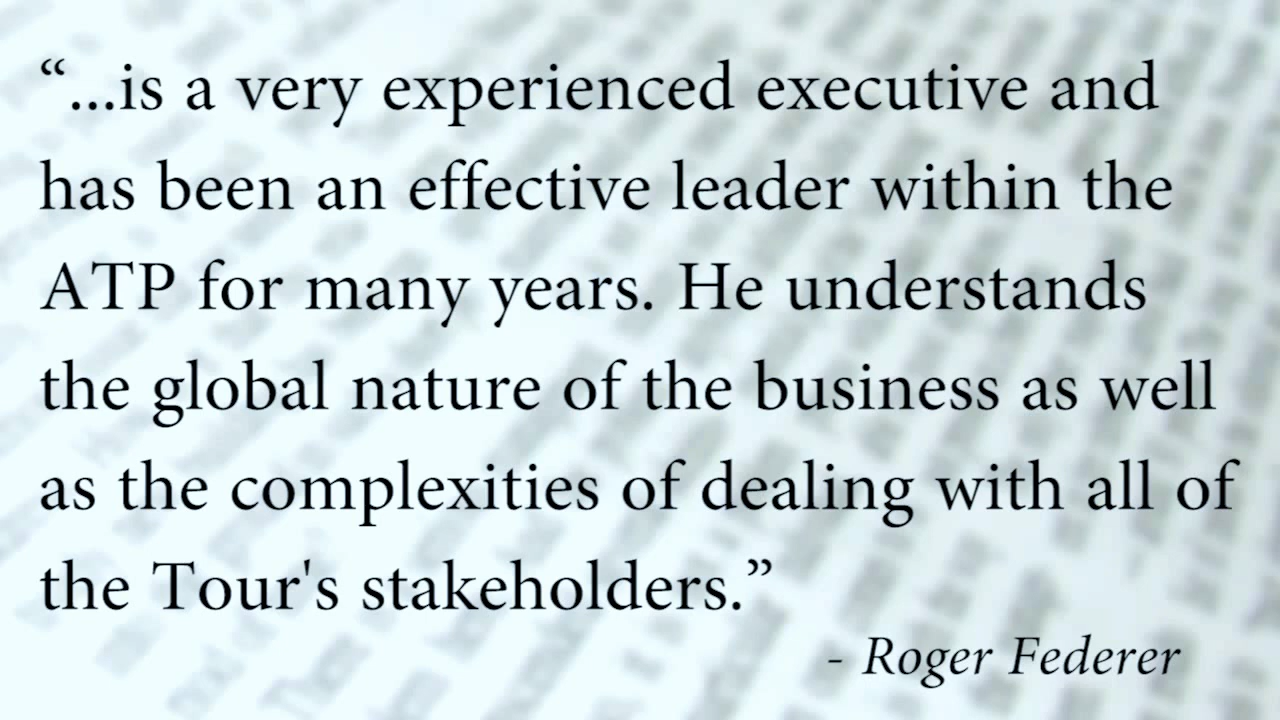 “...is a very experienced executive and
has been an effective leader within the
ATP for many years. He understands
the global nature of the business as well
as the complexities of dealing with all of
the Tour's stakeholders.”
- Roger Federer